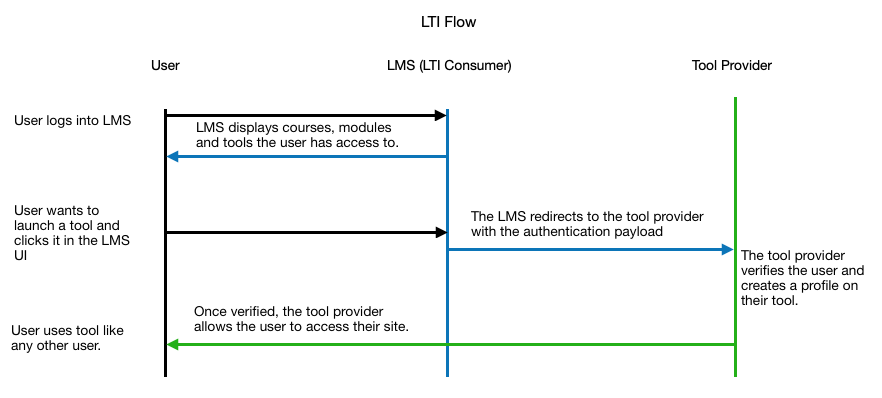 LTI Flow
User
LMS (LTI Consumer)
Tool Provider
User logs into LMS
LMS displays courses, modules
and tools the user has access to.
User wants to
launch a tool and
clicks it in the LMS
UI
The LMS redirects to the tool provider
with the authentication payload
The tool provider
verifies the user and
creates a profile on
their tool.
Once verified, the tool provider
allows the user to access their site.
User uses tool like
any other user.